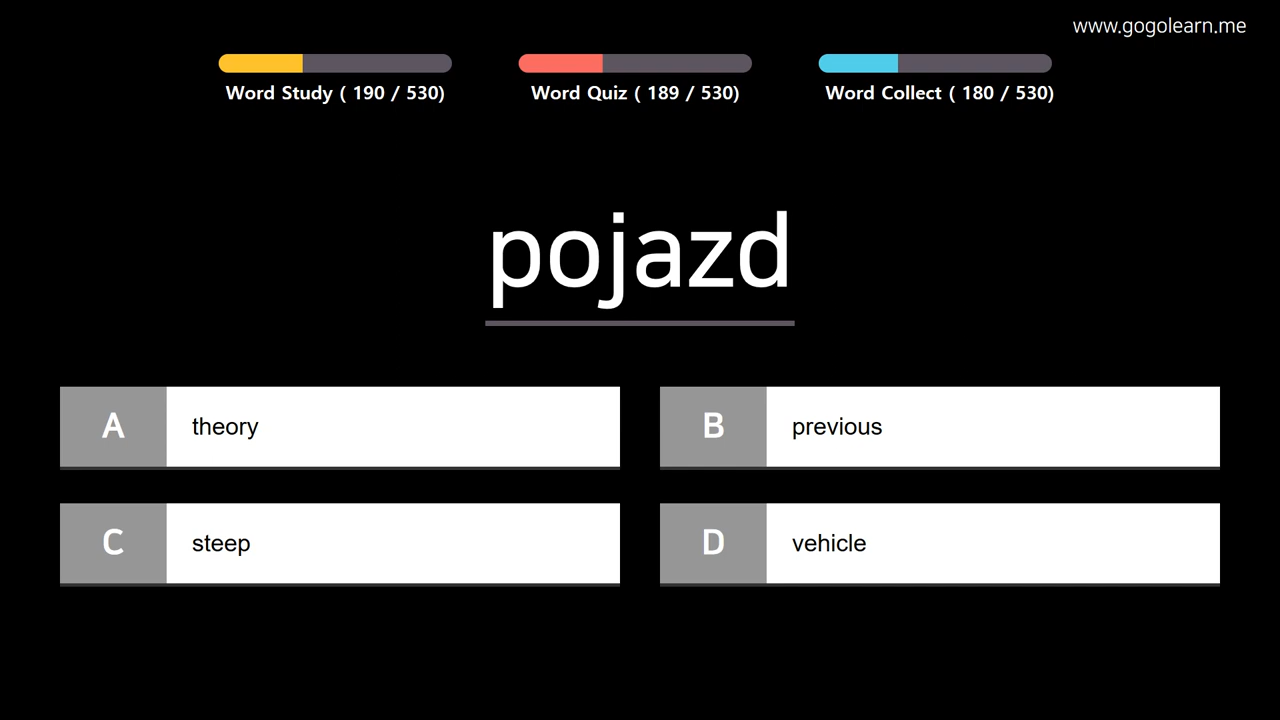 www.gogolearn.me
Word Study ( 190 / 530)
Word Quiz ( 189 / 530)
Word Collect ( 180 / 530)
pojazd
A theory
B previous
C steep
D vehicle